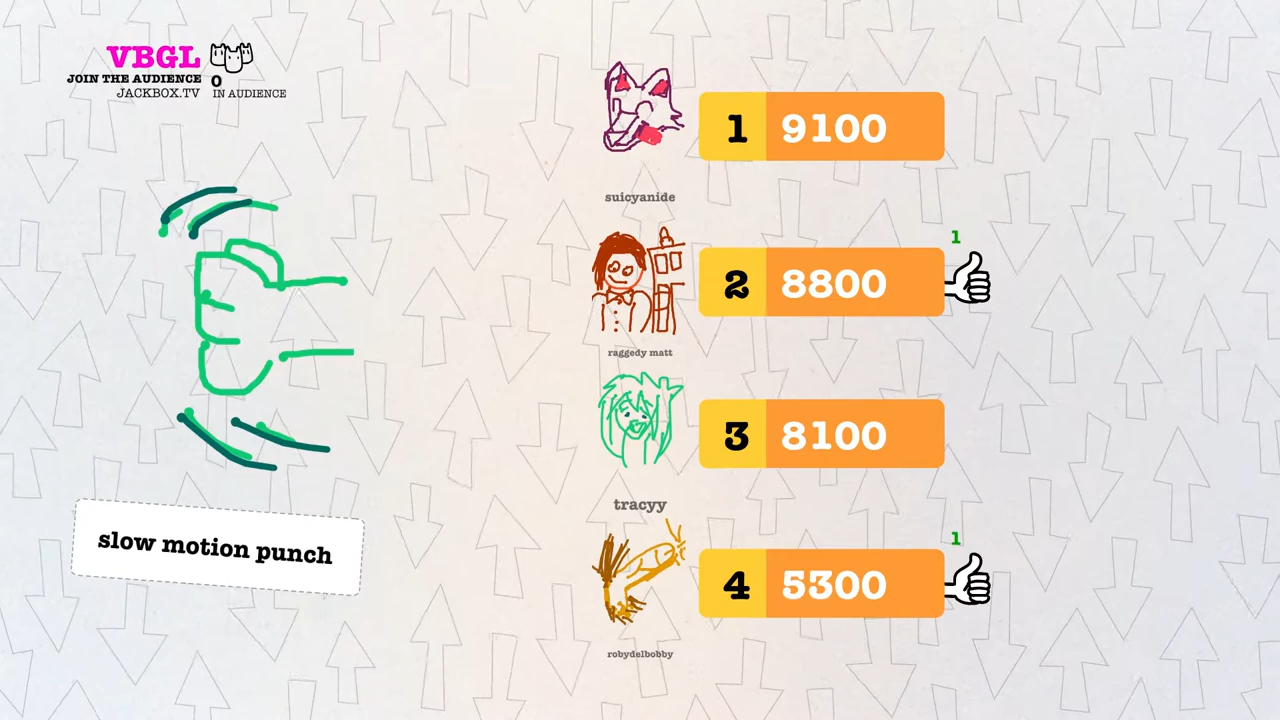 VBGL
JOIN THE AUDIENCE
JACKBOX.TV
0
IN AUDIENCE
slow motion punch
1 9100
suicyanide
2 8800
1
raggedy matt
3 8100
tracyy
4 5300
1
robydelbobby